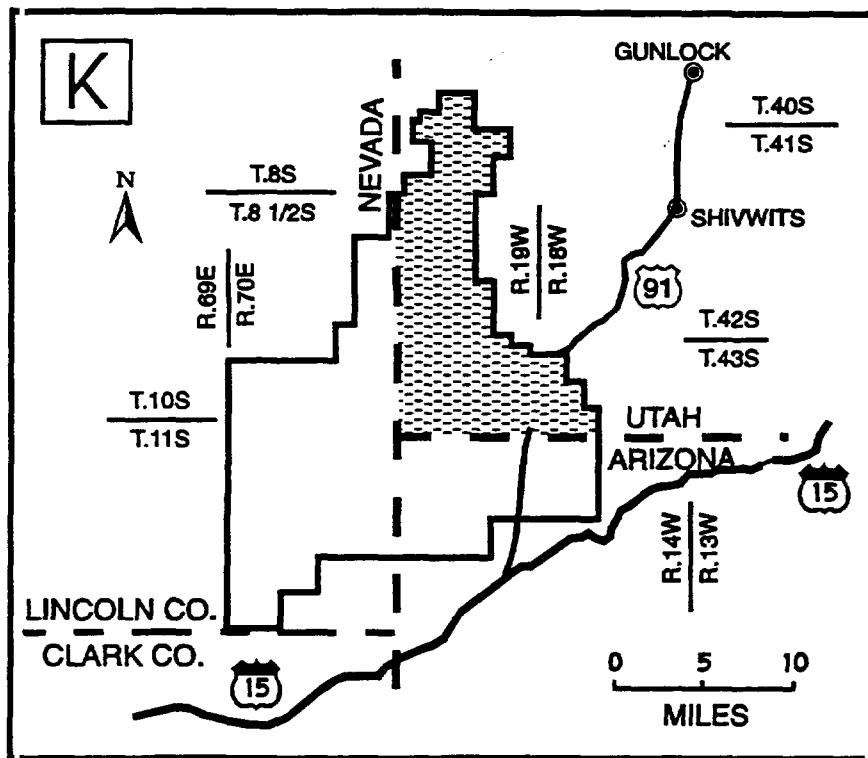 K
GUNLOCK
T.40S
T.41S
NEVADA
N
T.8S
T.8 1/2S
SHIVWITS
R.19W
R.18W
R.69E
R.70E
91
T.42S
T.43S
T.10S
T.11S
UTAH
ARIZONA
15
R.14W
R.13W
LINCOLN CO.
CLARK CO.
15
0 5 10
MILES